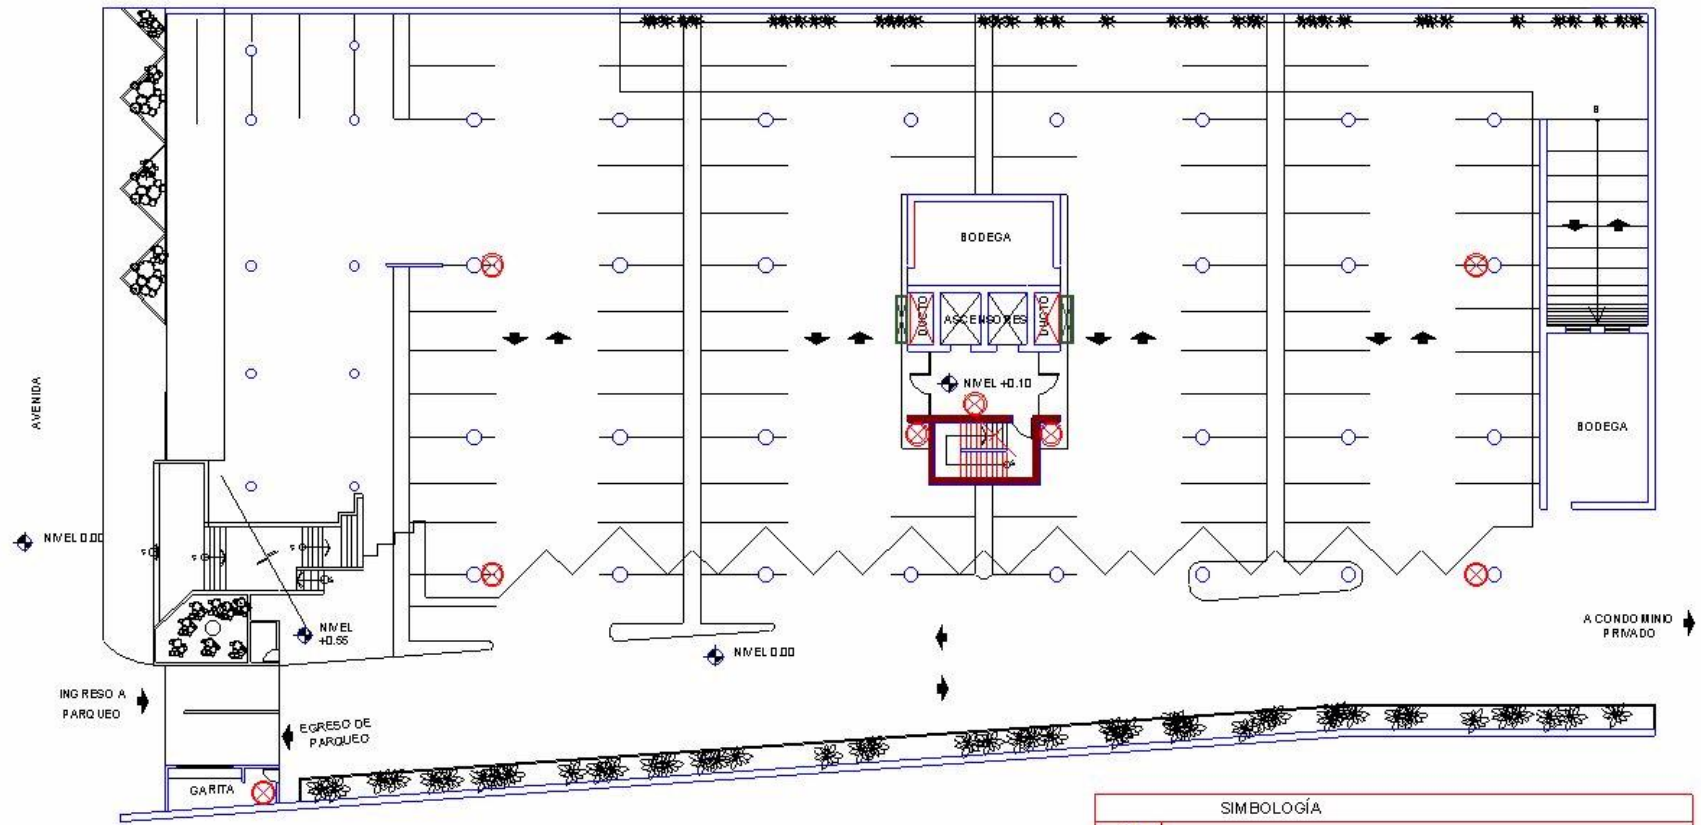 B
BODEGA
DUCTO
ASCENSORES
DUCTO
NIVEL +0.10
AVENIDA
BODEGA
NIVEL 0.00
NIVEL
+0.55
NIVEL 0.00
A CONDOMINIO
PRIVADO
INGRESO A
PARQUEO
EGRESO DE
PARQUEO
GARITA
SIMBOLOGÍA